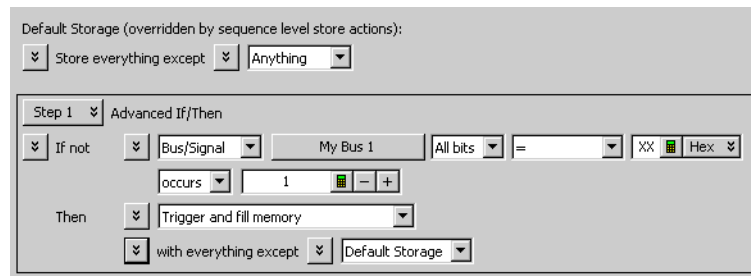 Default Storage (overridden by sequence level store actions):
Store everything except Anything
Step 1 Advanced If/Then
If not Bus/Signal My Bus 1 All bits = XX Hex
occurs 1 − +
Then Trigger and fill memory
with everything except Default Storage